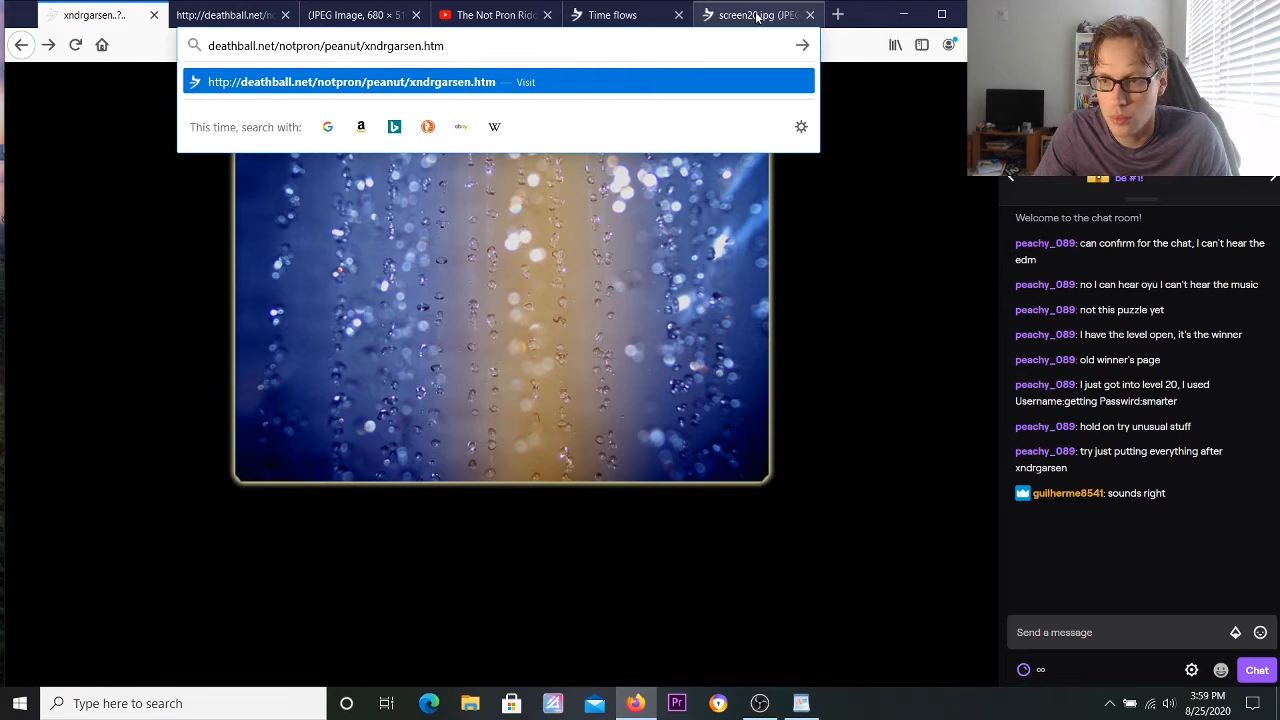 xndrgarsen..?
http://deathball.net/n
JPEG Image, 680
The Not Pron Ridd
Time flows
screen20.jpg (JPEG
deathball.net/notpron/peanut/xndrgarsen.htm
http://deathball.net/notpron/peanut/xndrgarsen.htm — Visit
This time, search with:
be #1!
Welcome to the chat room!
peachy_089: can confirm for the chat, I can't hear the
edm
peachy_089: no I can hear oyu I can't hear the music
peachy_089: not this puzzle yet
peachy_089: I have the level open, it's the winner
peachy_089: old winner's page
peachy_089: I just got into level 20, I used
Username:getting Passwird:smarter
peachy_089: hold on try unusual stuff
peachy_089: try just putting everything after
xndrgarsen
guilherme8541: sounds right
Send a message
Chat
Type here to search
3:59 PM
8/25/2020